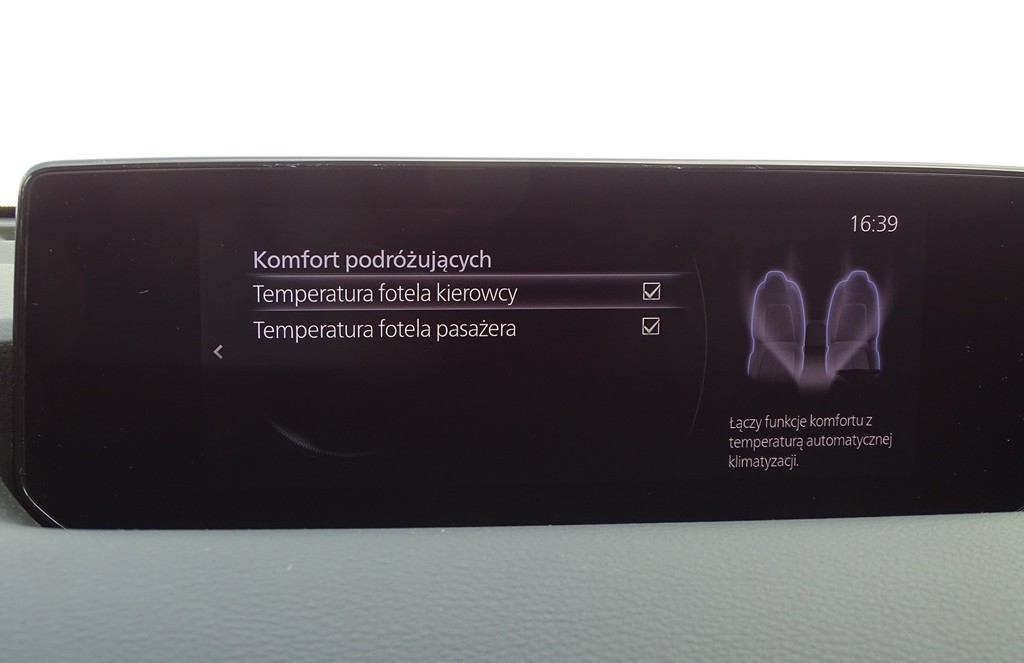 16:39
Komfort podróżujących
Temperatura fotela kierowcy
Temperatura fotela pasażera
Łączy funkcje komfortu z
temperaturą automatycznej
klimatyzacji.